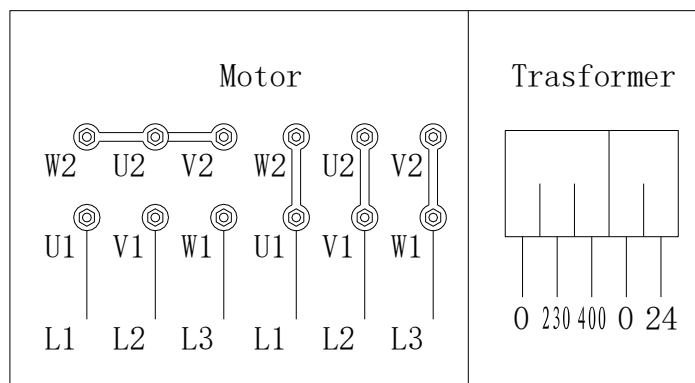 Motor
Trasformer
W2 U2 V2 W2 U2 V2
U1 V1 W1 U1 V1 W1
L1 L2 L3 L1 L2 L3
0 230 400 0 24